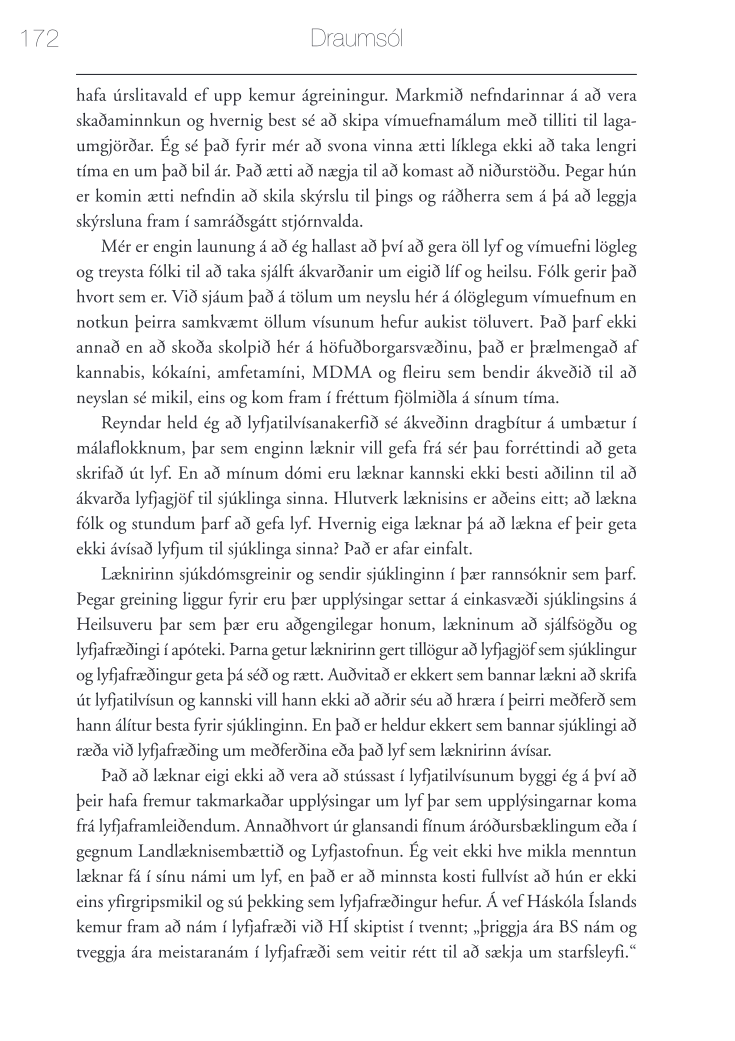 172
Draumsól
hafa úrslitavald ef upp kemur ágreiningur. Markmið nefndarinnar á að vera
skaðaminnkun og hvernig best sé að skipa vímuefnamálum með tilliti til laga-
umgjörðar. Ég sé það fyrir mér að svona vinna ætti líklega ekki að taka lengri
tíma en um það bil ár. Það ætti að nægja til að komast að niðurstöðu. Þegar hún
er komin ætti nefndin að skila skýrslu til þings og ráðherra sem á þá að leggja
skýrsluna fram í samráðsgátt stjórnvalda.
Mér er engin launung á að ég hallast að því að gera öll lyf og vímuefni lögleg
og treysta fólki til að taka sjálft ákvarðanir um eigið líf og heilsu. Fólk gerir það
hvort sem er. Við sjáum það á tölum um neyslu hér á ólöglegum vímuefnum en
notkun þeirra samkvæmt öllum vísunum hefur aukist töluvert. Það þarf ekki
annað en að skoða skolpið hér á höfuðborgarsvæðinu, það er þrælmengað af
kannabis, kókaíni, amfetamíni, MDMA og fleiru sem bendir ákveðið til að
neyslan sé mikil, eins og kom fram í fréttum fjölmiðla á sínum tíma.
Reyndar held ég að lyfjatilvísanakerfið sé ákveðinn dragbítur á umbætur í
málaflokknum, þar sem enginn læknir vill gefa frá sér þau forréttindi að geta
skrifað út lyf. En að mínum dómi eru læknar kannski ekki besti aðilinn til að
ákvarða lyfjagjöf til sjúklinga sinna. Hlutverk læknisins er aðeins eitt; að lækna
fólk og stundum þarf að gefa lyf. Hvernig eiga læknar þá að lækna ef þeir geta
ekki ávísað lyfjum til sjúklinga sinna? Það er afar einfalt.
Læknirinn sjúkdómsgreinir og sendir sjúklinginn í þær rannsóknir sem þarf.
Þegar greining liggur fyrir eru þær upplýsingar settar á einkasvæði sjúklingsins á
Heilsuveru þar sem þær eru aðgengilegar honum, lækninum að sjálfsögðu og
lyfjafræðingi í apóteki. Þarna getur læknirinn gert tillögur að lyfjagjöf sem sjúklingur
og lyfjafræðingur geta þá séð og rætt. Auðvitað er ekkert sem bannar lækni að skrifa
út lyfjatilvísun og kannski vill hann ekki að aðrir séu að hræra í þeirri meðferð sem
hann álítur besta fyrir sjúklinginn. En það er heldur ekkert sem bannar sjúklingi að
ræða við lyfjafræðing um meðferðina eða það lyf sem læknirinn ávísar.
Það að læknar eigi ekki að vera að stússast í lyfjatilvísunum byggi ég á því að
þeir hafa fremur takmarkaðar upplýsingar um lyf þar sem upplýsingarnar koma
frá lyfjaframleiðendum. Annaðhvort úr glansandi fínum áróðursbæklingum eða í
gegnum Landlæknisembættið og Lyfjastofnun. Ég veit ekki hve mikla menntun
læknar fá í sínu námi um lyf, en það er að minnsta kosti fullvíst að hún er ekki
eins yfirgripsmikil og sú þekking sem lyfjafræðingur hefur. Á vef Háskóla Íslands
kemur fram að nám í lyfjafræði við HÍ skiptist í tvennt; „þriggja ára BS nám og
tveggja ára meistaranám í lyfjafræði sem veitir rétt til að sækja um starfsleyfi.“